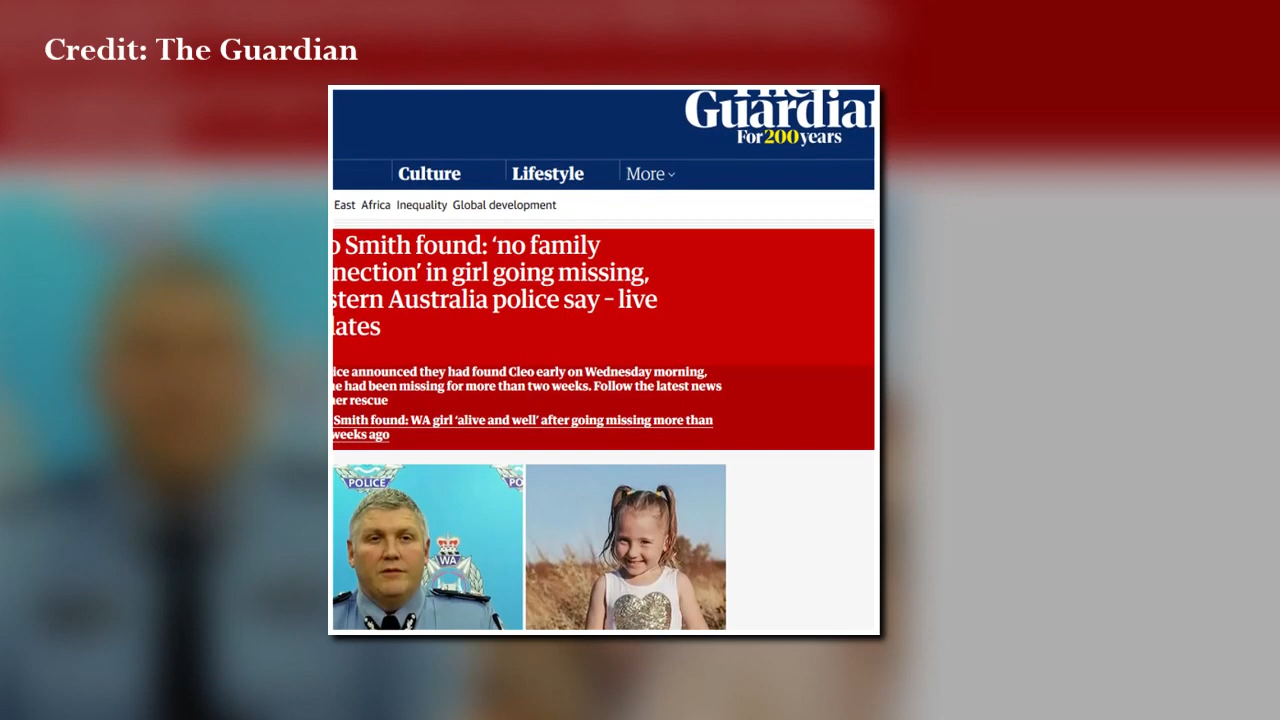 Credit: The Guardian
The
Guardian
For 200 years
Culture
Lifestyle
More
East Africa Inequality Global development
o Smith found: ‘no family
nection’ in girl going missing,
stern Australia police say – live
lates
ice announced they had found Cleo early on Wednesday morning,
e had been missing for more than two weeks. Follow the latest news
her rescue
Smith found: WA girl ‘alive and well’ after going missing more than
weeks ago
POLICE
PO
WA